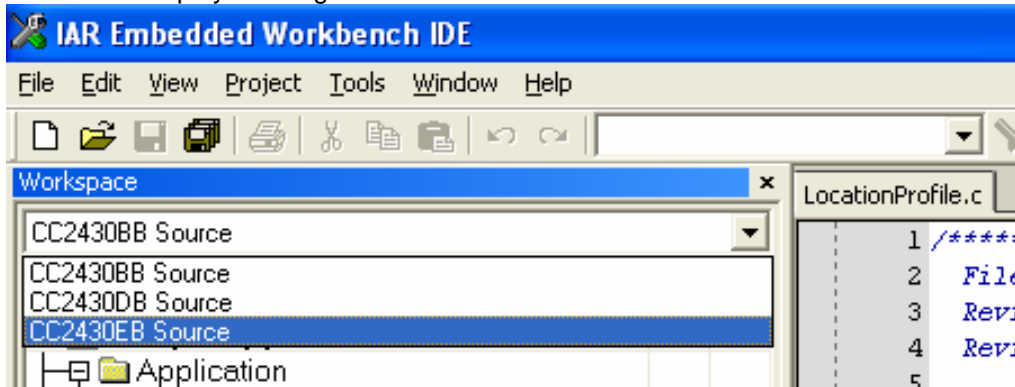 IAR Embedded Workbench IDE
File Edit View Project Tools Window Help
Workspace
LocationProfile.c
CC2430BB Source
CC2430BB Source
CC2430DB Source
CC2430EB Source
Application
1 /*****
2 File
3 Revi
4 Revi
5